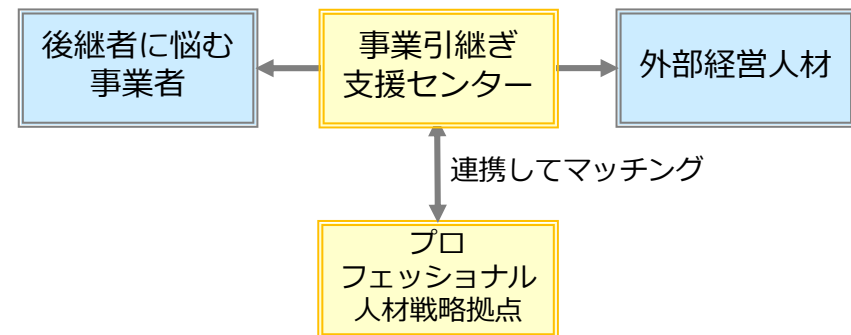 後継者に悩む
事業者
事業引継ぎ
支援センター
外部経営人材
連携してマッチング
プロ
フェッショナル
人材戦略拠点